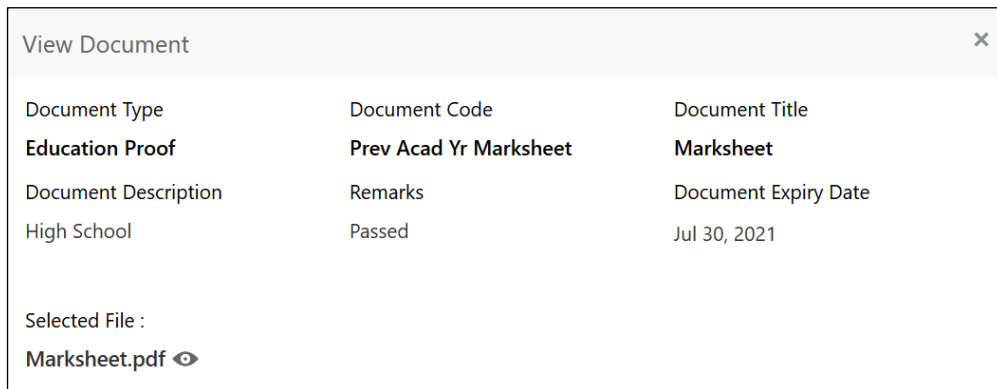 View Document
Document Type Document Code Document Title
Education Proof Prev Acad Yr Marksheet Marksheet
Document Description Remarks Document Expiry Date
High School Passed Jul 30, 2021
Selected File :
Marksheet.pdf